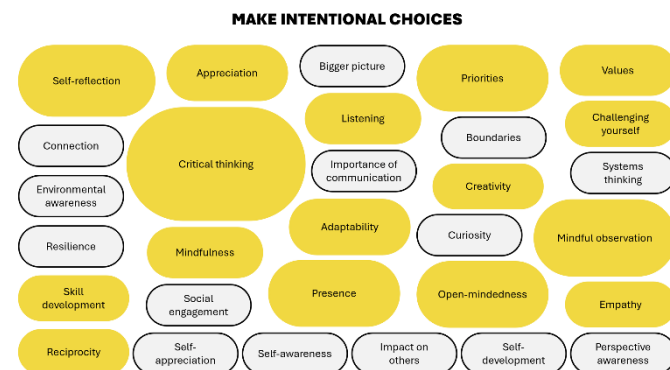 MAKE INTENTIONAL CHOICES
Self-reflection
Appreciation
Bigger picture
Priorities
Values
Listening
Challenging
yourself
Connection
Critical thinking
Boundaries
Importance of
communication
Systems
thinking
Environmental
awareness
Creativity
Adaptability
Curiosity
Mindful observation
Resilience
Mindfulness
Presence
Open-mindedness
Skill
development
Social
engagement
Empathy
Reciprocity
Self-
appreciation
Self-awareness
Impact on
others
Self-
development
Perspective
awareness